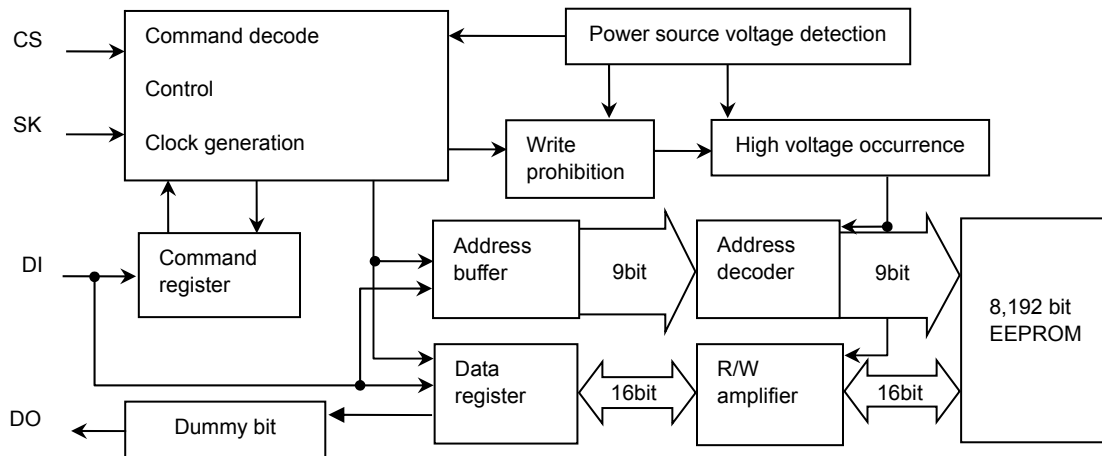 CS
Command decode
Power source voltage detection
Control
SK
Clock generation
Write
prohibition
High voltage occurrence
DI
Command
register
Address
buffer
9bit
Address
decoder
9bit
8,192 bit
EEPROM
Data
register
16bit
R/W
amplifier
16bit
DO
Dummy bit